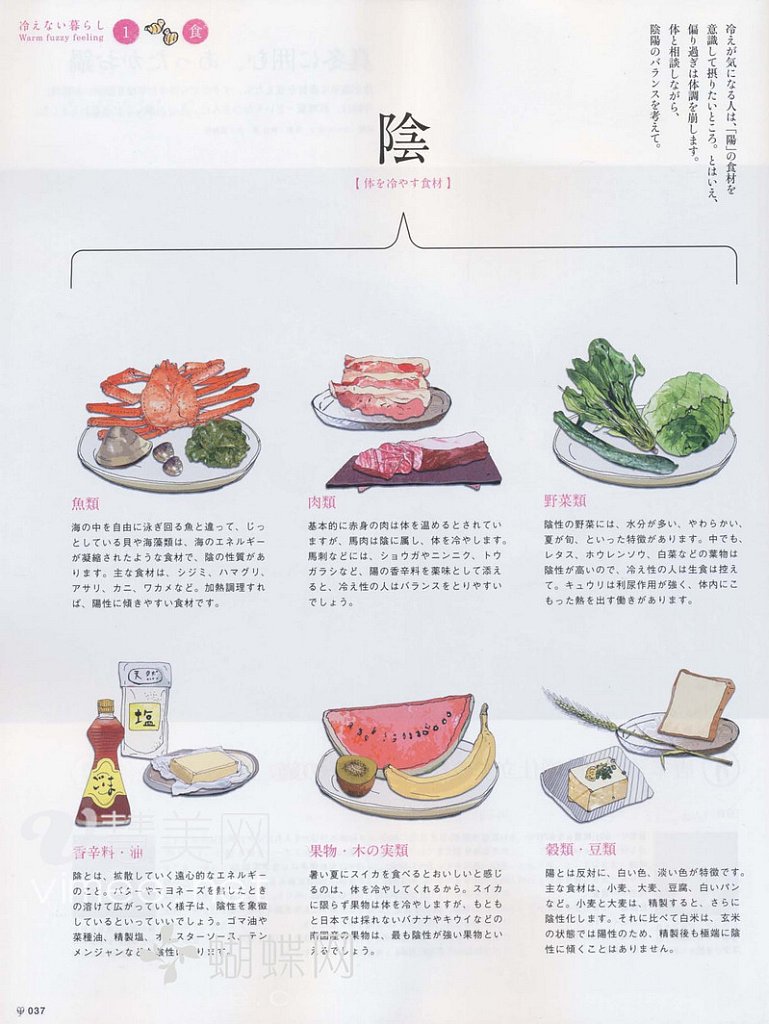 冷えない暮らし
Warm fuzzy feeling
1
食
冷えが気になる人は、「陽」の食材を
意識して摂りたいところ。とはいえ、
偏り過ぎは体調を崩します。
体と相談しながら、
陰陽のバランスを考えて。
陰
【 体を冷やす食材 】
魚類
海の中を自由に泳ぎ回る魚と違って、じっ
としている貝や海藻類は、海のエネルギー
が凝縮されたような食材で、陰の性質があ
ります。主な食材は、シジミ、ハマグリ、
アサリ、カニ、ワカメなど。加熱調理すれ
ば、陽性に傾きやすい食材です。
肉類
基本的に赤身の肉は体を温めるとされてい
ますが、馬肉は陰に属し、体を冷やします。
馬刺などには、ショウガやニンニク、トウ
ガラシなど、陽の香辛料を薬味として添え
ると、冷え性の人はバランスをとりやすい
でしょう。
野菜類
陰性の野菜には、水分が多い、やわらかい、
夏が旬、といった特徴があります。中でも、
レタス、ホウレンソウ、白菜などの葉物は
陰性が高いので、冷え性の人は生食は控え
て。キュウリは利尿作用が強く、体内にこ
もった熱を出す働きがあります。
天然
塩
ごま
香辛料・油
陰とは、拡散していく遠心的なエネルギー
のこと。バターやマヨネーズを熱したとき
の溶けて広がっていく様子は、陰性を象徴
しているといっていいでしょう。ゴマ油や
菜種油、精製塩、オイスターソース、テン
メンジャンなども陰性に
果物・木の実類
暑い夏にスイカを食べるとおいしいと感じ
るのは、体を冷やしてくれるから。スイカ
に限らず果物は体を冷やしますが、もとも
と日本では採れないバナナやキウイなどの
南国産の果物は、最も陰性が強い果物とい
えるでしょう。
穀類・豆類
陽とは反対に、白い色、淡い色が特徴です。
主な食材は、小麦、大麦、豆腐、白いパン
など。小麦と大麦は、精製すると、さらに
陰性化します。それに比べて白米は、玄米
の状態では陽性のため、精製後も極端に陰
性に傾くことはありません。
蝴蝶网
037